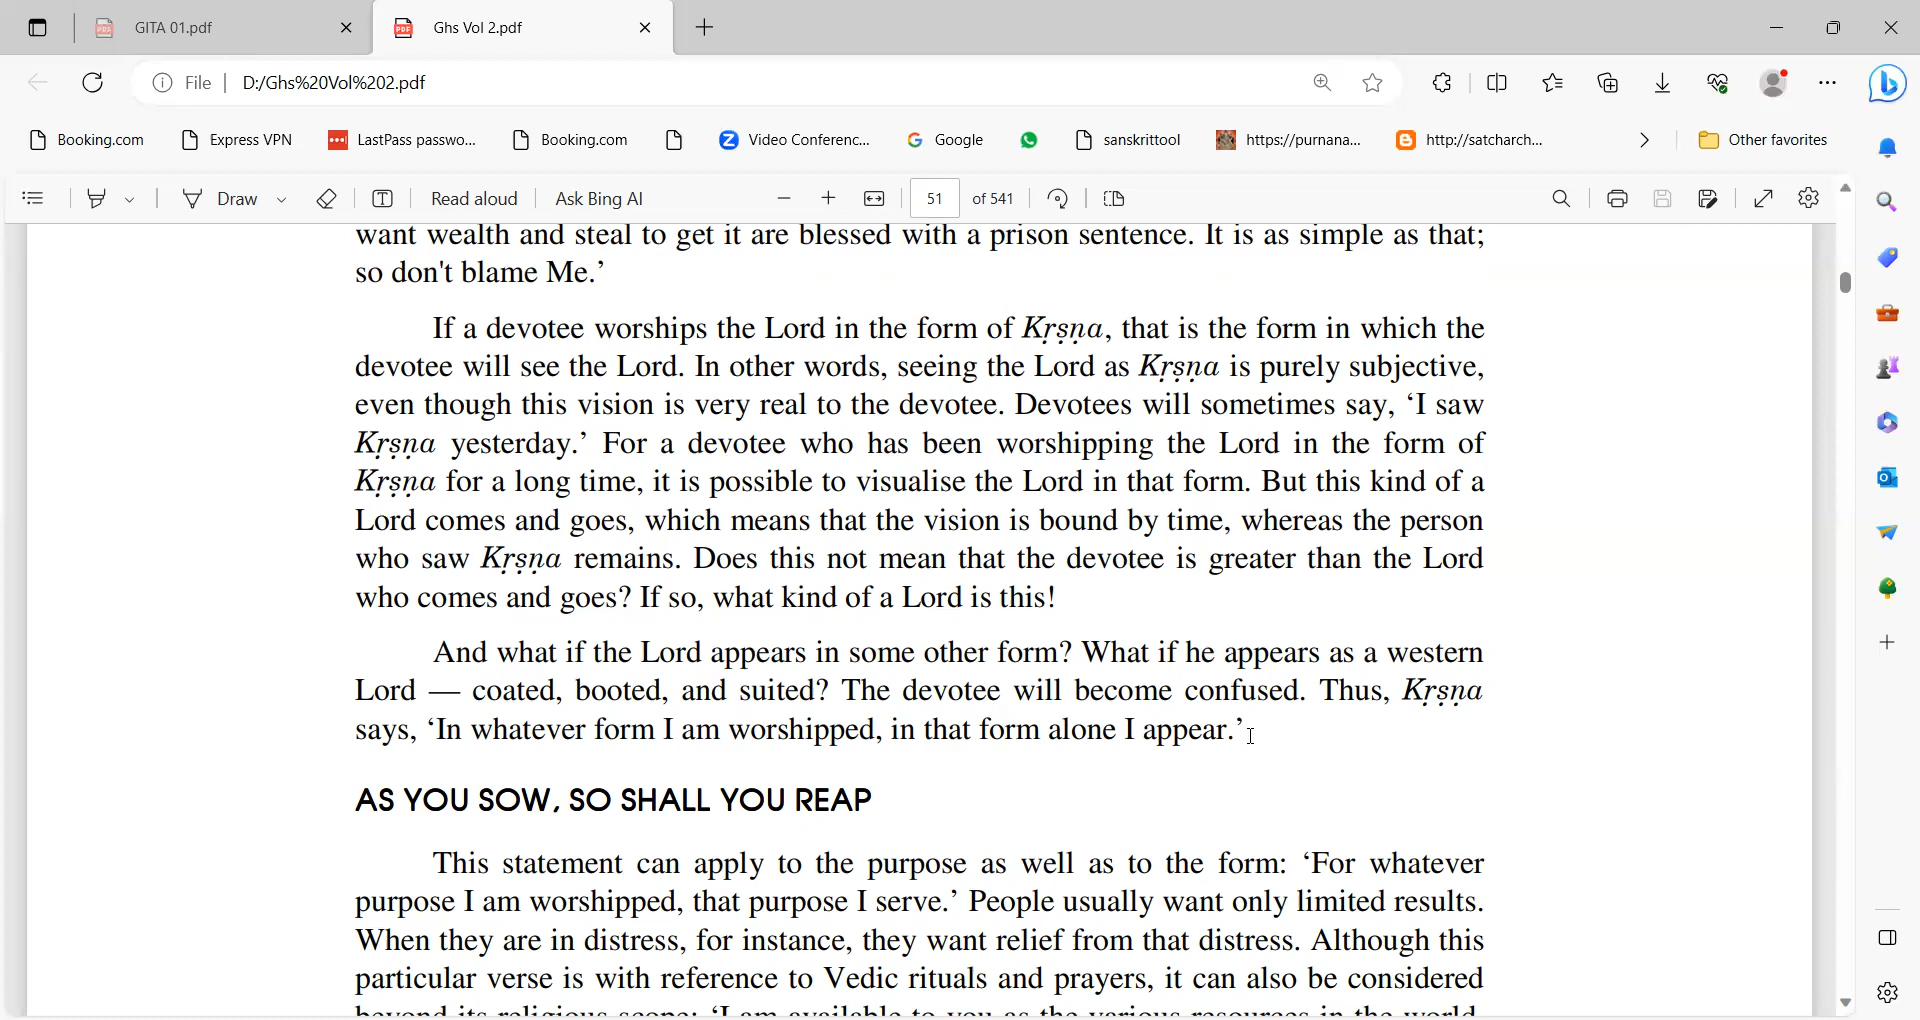 GITA 01.pdf
Ghs Vol 2.pdf
File D:/Ghs%20Vol%202.pdf
Booking.com Express VPN LastPass passwo... Booking.com Video Conferenc... Google sanskrittool https://purnana... http://satcharch... Other favorites
Draw Read aloud Ask Bing AI 51 of 541
want wealth and steal to get it are blessed with a prison sentence. It is as simple as that;
so don't blame Me.’
If a devotee worships the Lord in the form of Kṛṣṇa, that is the form in which the
devotee will see the Lord. In other words, seeing the Lord as Kṛṣṇa is purely subjective,
even though this vision is very real to the devotee. Devotees will sometimes say, ‘I saw
Kṛṣṇa yesterday.’ For a devotee who has been worshipping the Lord in the form of
Kṛṣṇa for a long time, it is possible to visualise the Lord in that form. But this kind of a
Lord comes and goes, which means that the vision is bound by time, whereas the person
who saw Kṛṣṇa remains. Does this not mean that the devotee is greater than the Lord
who comes and goes? If so, what kind of a Lord is this!
And what if the Lord appears in some other form? What if he appears as a western
Lord — coated, booted, and suited? The devotee will become confused. Thus, Kṛṣṇa
says, ‘In whatever form I am worshipped, in that form alone I appear.’
AS YOU SOW, SO SHALL YOU REAP
This statement can apply to the purpose as well as to the form: ‘For whatever
purpose I am worshipped, that purpose I serve.’ People usually want only limited results.
When they are in distress, for instance, they want relief from that distress. Although this
particular verse is with reference to Vedic rituals and prayers, it can also be considered
beyond its religious scope: ‘I am available to you as the various resources in the world.